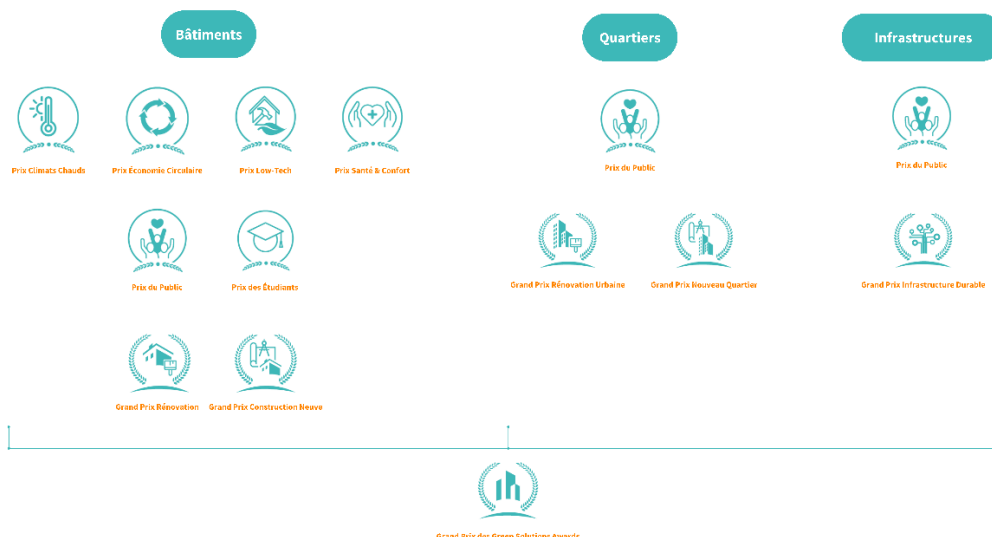 Bâtiments
Quartiers
Infrastructures
Prix Climats Chauds
Prix Économie Circulaire
Prix Low-Tech
Prix Santé & Confort
Prix du Public
Prix du Public
Prix du Public
Prix des Étudiants
Grand Prix Rénovation Urbaine
Grand Prix Nouveau Quartier
Grand Prix Infrastructure Durable
Grand Prix Rénovation
Grand Prix Construction Neuve
Grand Prix des Green Solutions Awards